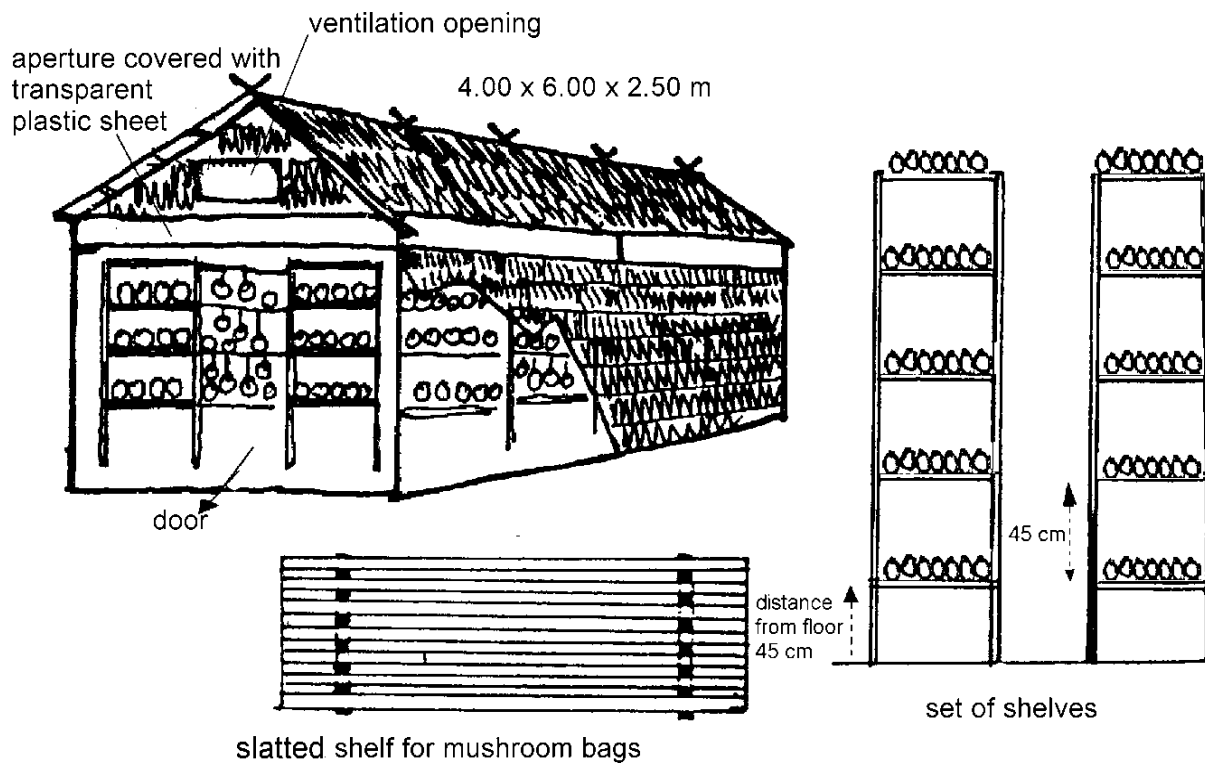 ventilation opening
aperture covered with
transparent
plastic sheet
4.00 x 6.00 x 2.50 m
door
45 cm
distance
from floor
45 cm
set of shelves
slatted shelf for mushroom bags